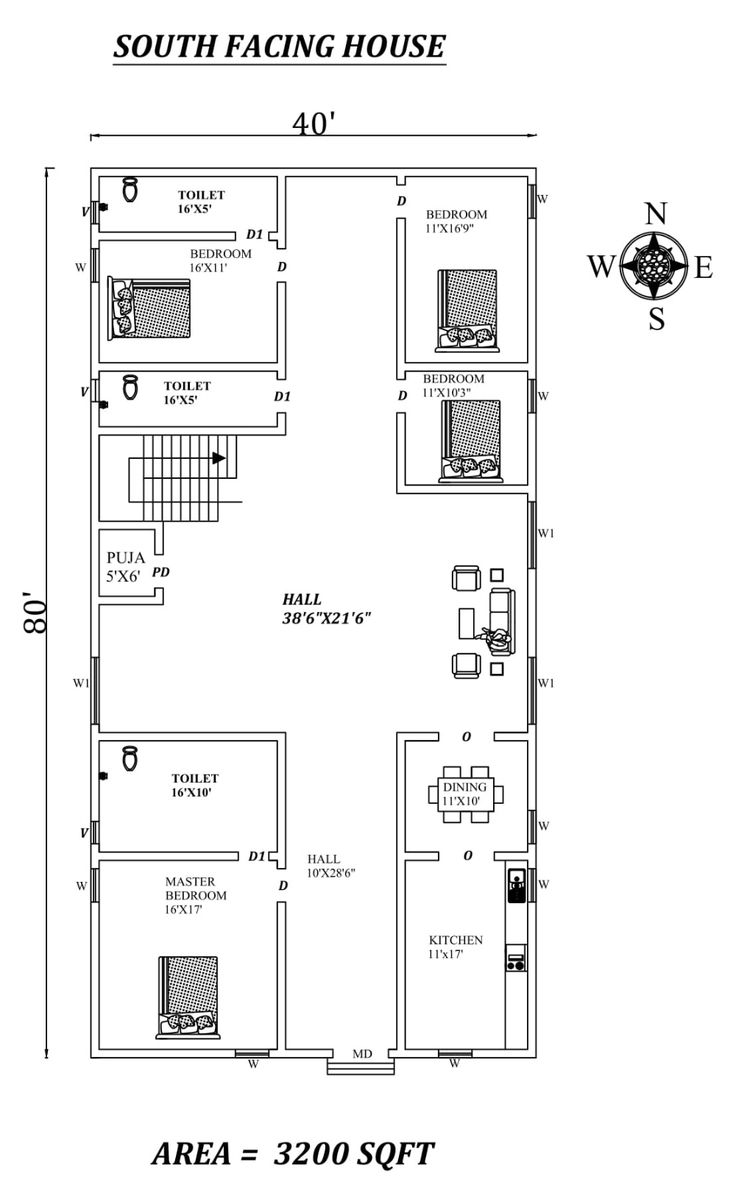 SOUTH FACING HOUSE
40'
TOILET
16'X5'
V
D
W
BEDROOM
11'X16'9"
N
W
E
S
D1
BEDROOM
16'X11'
W
D
TOILET
16'X5'
V
D1
BEDROOM
11'X10'3"
D
W
W1
PUJA
5'X6'
PD
80'
HALL
38'6"X21'6"
W1
W1
O
TOILET
16'X10'
DINING
11'X10'
V
W
D1
O
HALL
10'X28'6"
MASTER
BEDROOM
16'X17'
W
D
W
KITCHEN
11'x17'
MD
W
W
AREA = 3200 SQFT